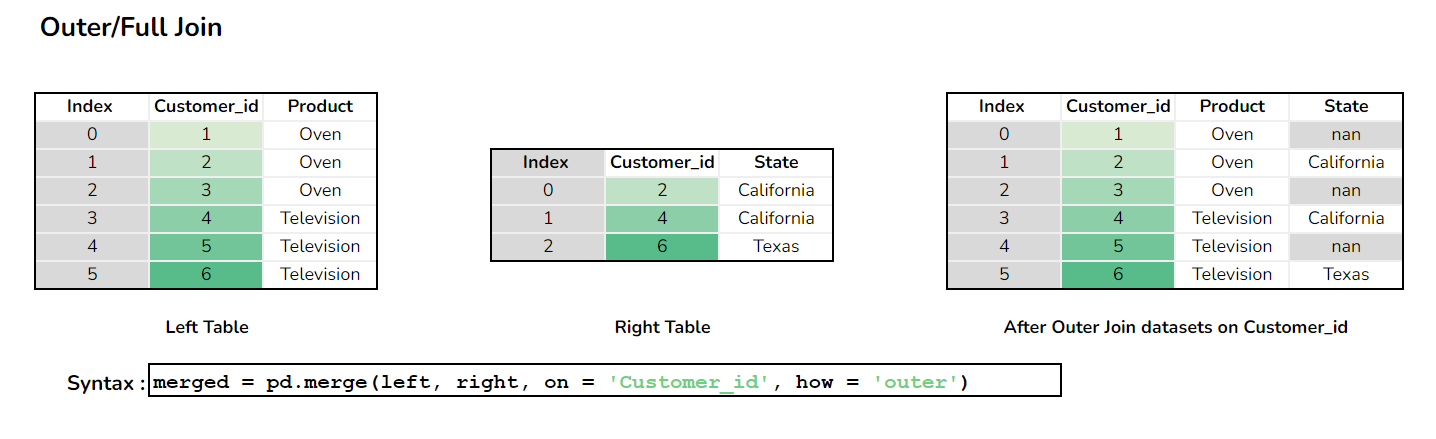 Outer/Full Join
Index Customer_id Product
0 1 Oven
1 2 Oven
2 3 Oven
3 4 Television
4 5 Television
5 6 Television
Left Table
Index Customer_id State
0 2 California
1 4 California
2 6 Texas
Right Table
Index Customer_id Product State
0 1 Oven nan
1 2 Oven California
2 3 Oven nan
3 4 Television California
4 5 Television nan
5 6 Television Texas
After Outer Join datasets on Customer_id
Syntax : merged = pd.merge(left, right, on = 'Customer_id', how = 'outer')